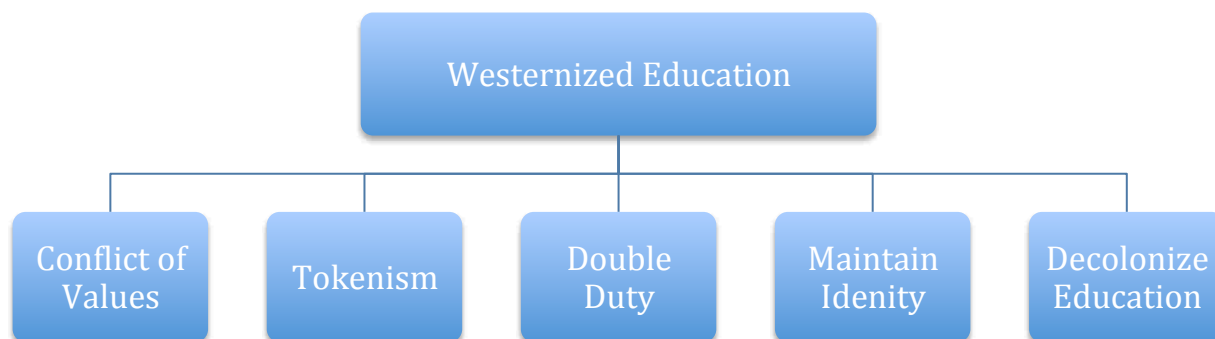 Westernized Education
Conflict of
Values
Tokenism
Double
Duty
Maintain
Idenity
Decolonize
Education